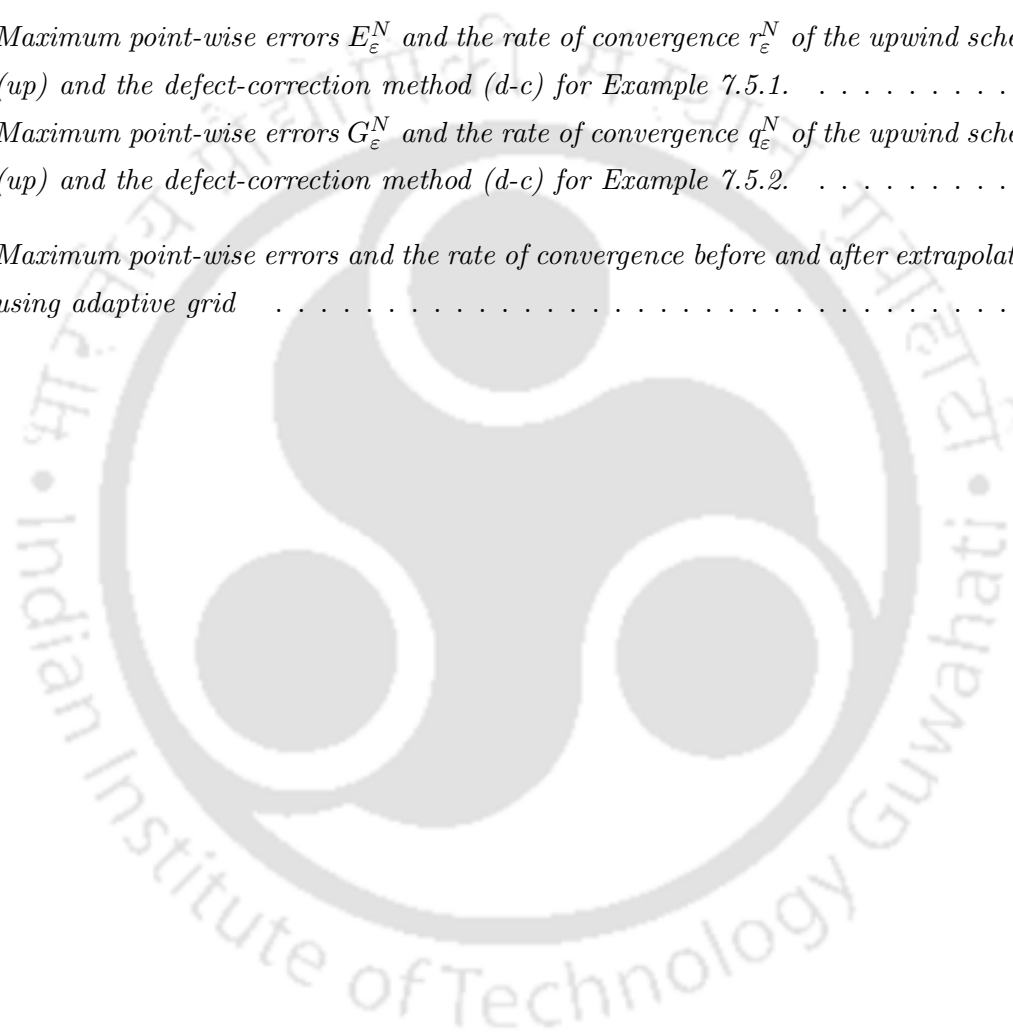 Maximum point-wise errors $E_\varepsilon^N$ and the rate of convergence $r_\varepsilon^N$ of the upwind sche
(up) and the defect-correction method (d-c) for Example 7.5.1. . . . . . . . . . .
Maximum point-wise errors $G_\varepsilon^N$ and the rate of convergence $q_\varepsilon^N$ of the upwind sche
(up) and the defect-correction method (d-c) for Example 7.5.2. . . . . . . . . . .
Maximum point-wise errors and the rate of convergence before and after extrapolat
using adaptive grid . . . . . . . . . . . . . . . . . . . . . . . . . . . . . . . . .
• Indian Institute of Technology Guwahati •